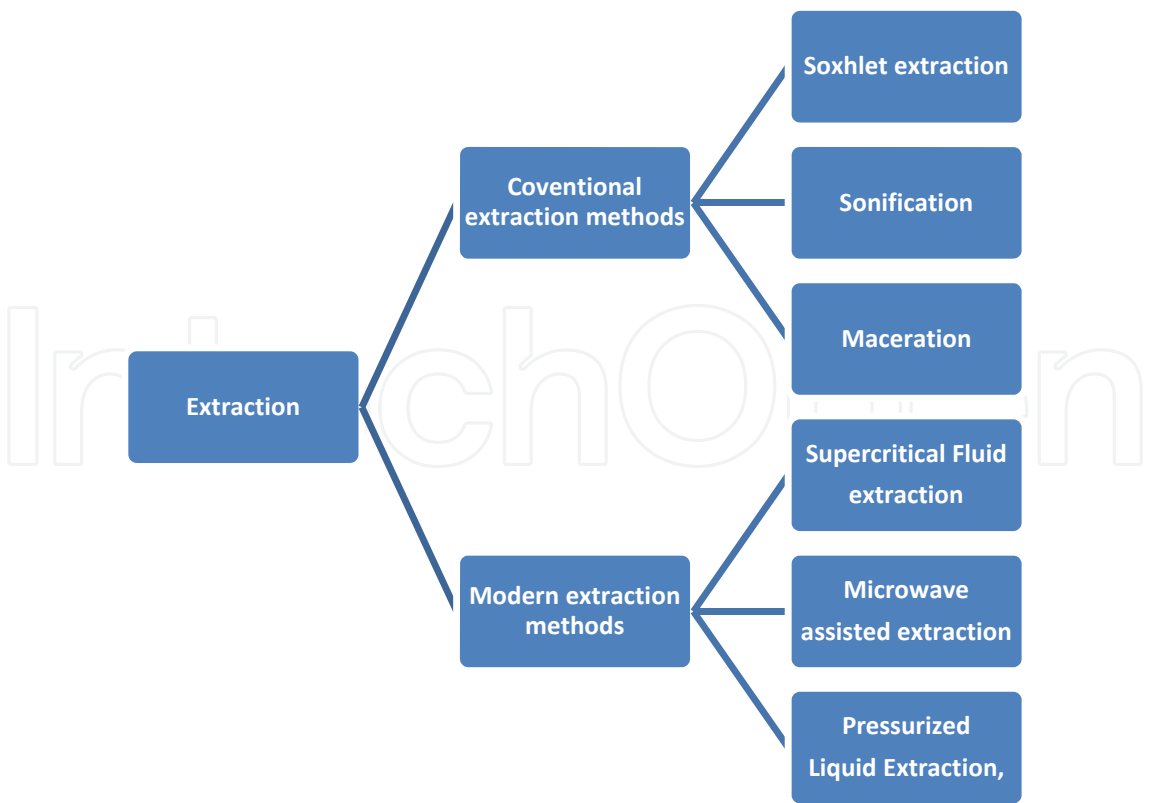 Soxhlet extraction
Coventional
extraction methods
Sonification
Maceration
Extraction
Supercritical Fluid
extraction
Modern extraction
methods
Microwave
assisted extraction
Pressurized
Liquid Extraction,
IntechOpen